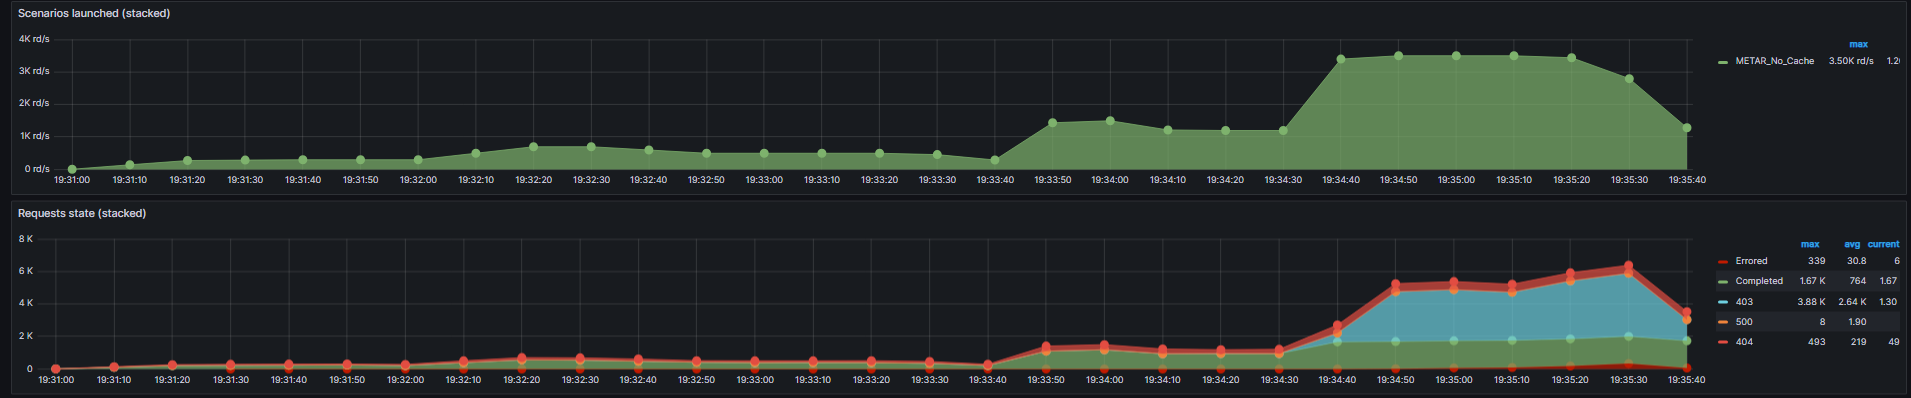 Scenarios launched (stacked)
4K rd/s
3K rd/s
2K rd/s
1K rd/s
0 rd/s
19:31:00 19:31:10 19:31:20 19:31:30 19:31:40 19:31:50 19:32:00 19:32:10 19:32:20 19:32:30 19:32:40 19:32:50 19:33:00 19:33:10 19:33:20 19:33:30 19:33:40 19:33:50 19:34:00 19:34:10 19:34:20 19:34:30 19:34:40 19:34:50 19:35:00 19:35:10 19:35:20 19:35:30 19:35:40
max
METAR_No_Cache 3.50K rd/s 1.2
Requests state (stacked)
8 K
6 K
4 K
2 K
0
19:31:00 19:31:10 19:31:20 19:31:30 19:31:40 19:31:50 19:32:00 19:32:10 19:32:20 19:32:30 19:32:40 19:32:50 19:33:00 19:33:10 19:33:20 19:33:30 19:33:40 19:33:50 19:34:00 19:34:10 19:34:20 19:34:30 19:34:40 19:34:50 19:35:00 19:35:10 19:35:20 19:35:30 19:35:40
max avg current
Errored 339 30.8 6
Completed 1.67 K 764 1.67
403 3.88 K 2.64 K 1.30
500 8 1.90
404 493 219 49